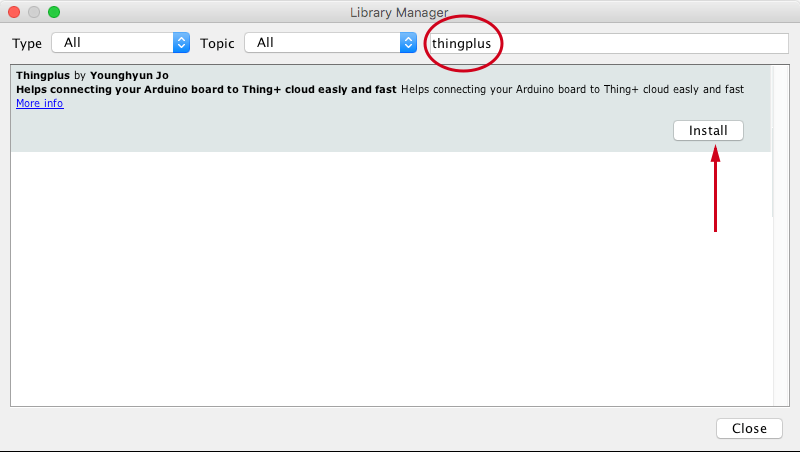 Library Manager
Type All Topic All thingplus
Thingplus by Younghyun Jo
Helps connecting your Arduino board to Thing+ cloud easly and fast Helps connecting your Arduino board to Thing+ cloud easly and fast
More info
Install
Close